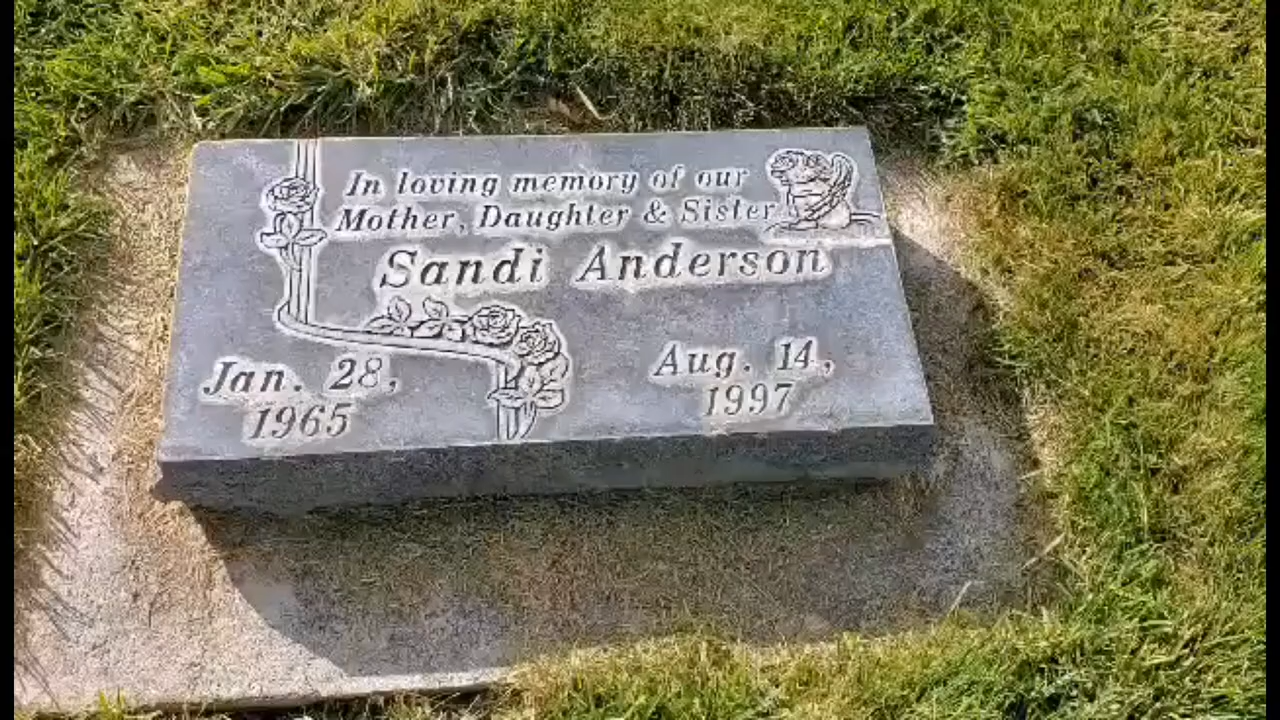 In loving memory of our
Mother, Daughter & Sister
Sandi Anderson
Jan. 28,
1965
Aug. 14,
1997